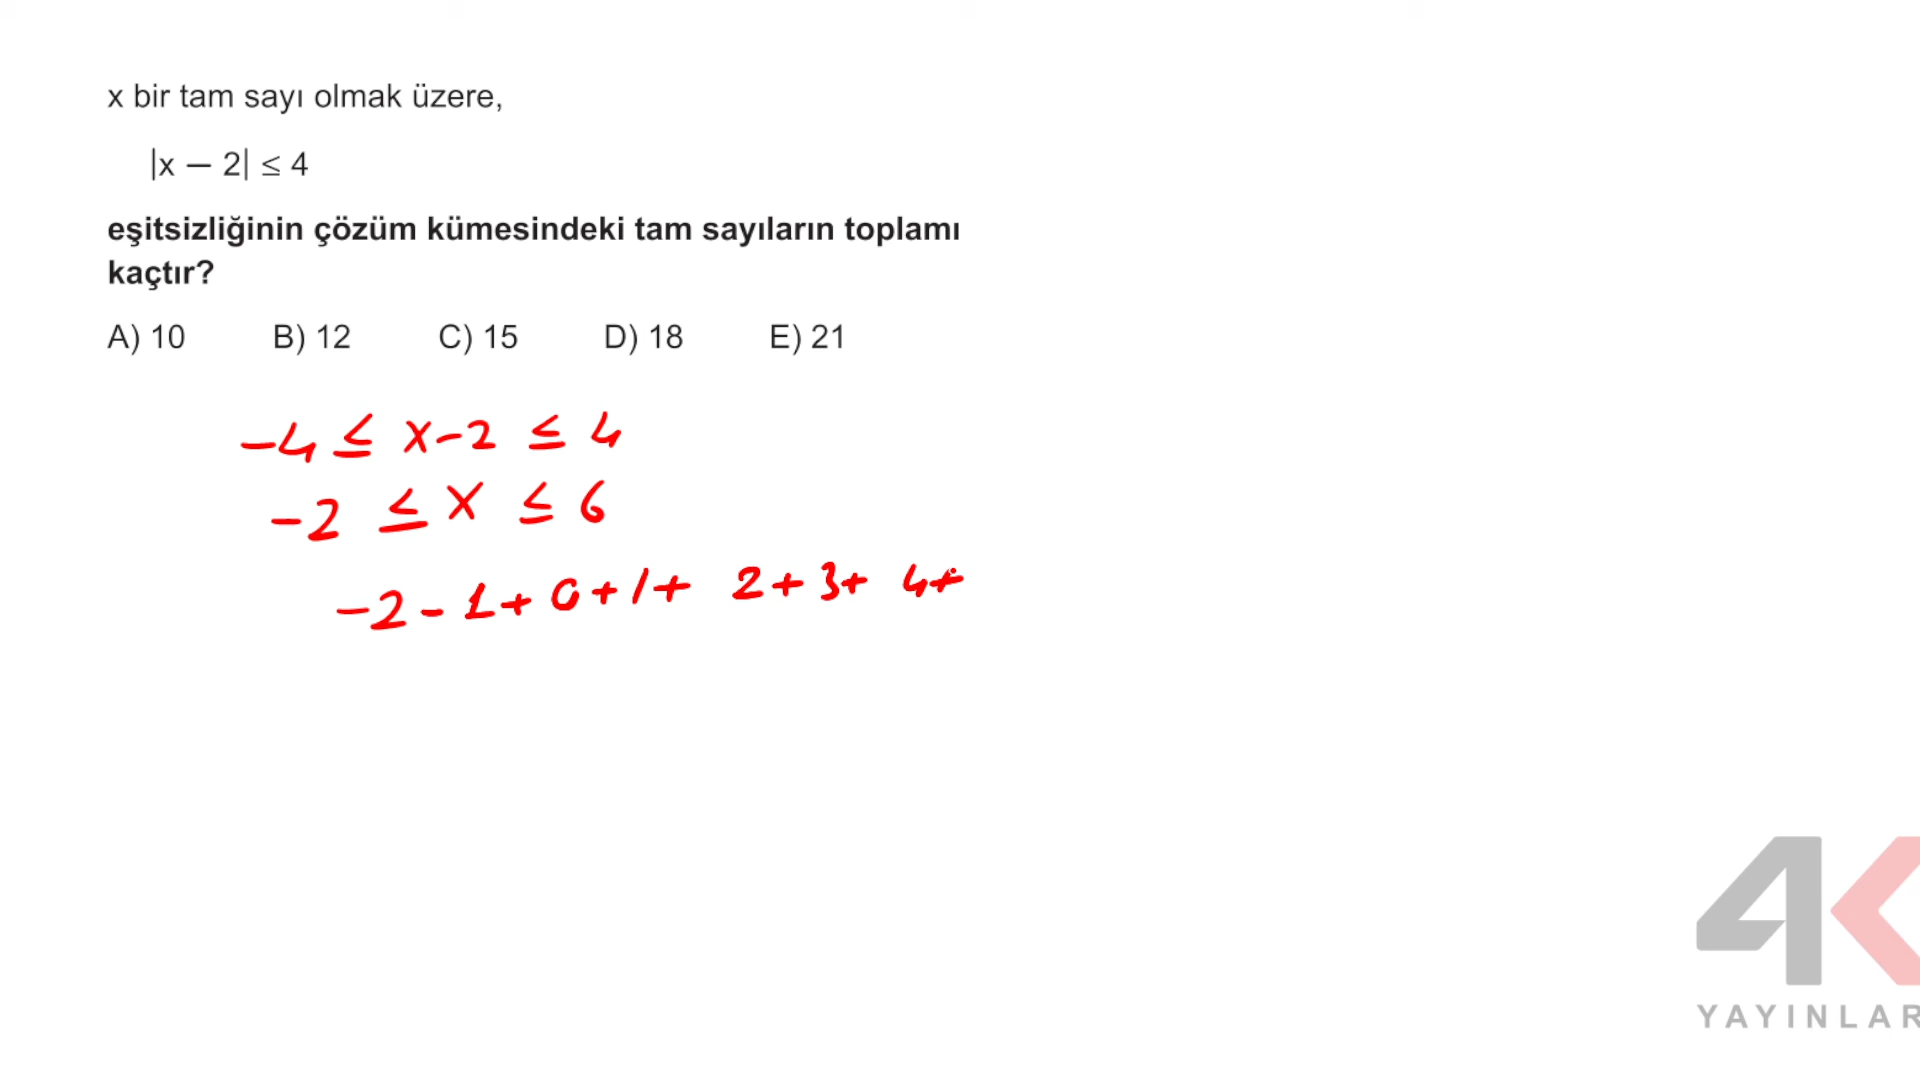 x bir tam sayı olmak üzere,
|x − 2| ≤ 4
eşitsizliğinin çözüm kümesindeki tam sayıların toplamı
kaçtır?
A) 10 B) 12 C) 15 D) 18 E) 21
-4 ≤ x-2 ≤ 4
-2 ≤ x ≤ 6
-2-1+0+1+ 2+3+ 4+
4K
YAYINLAR